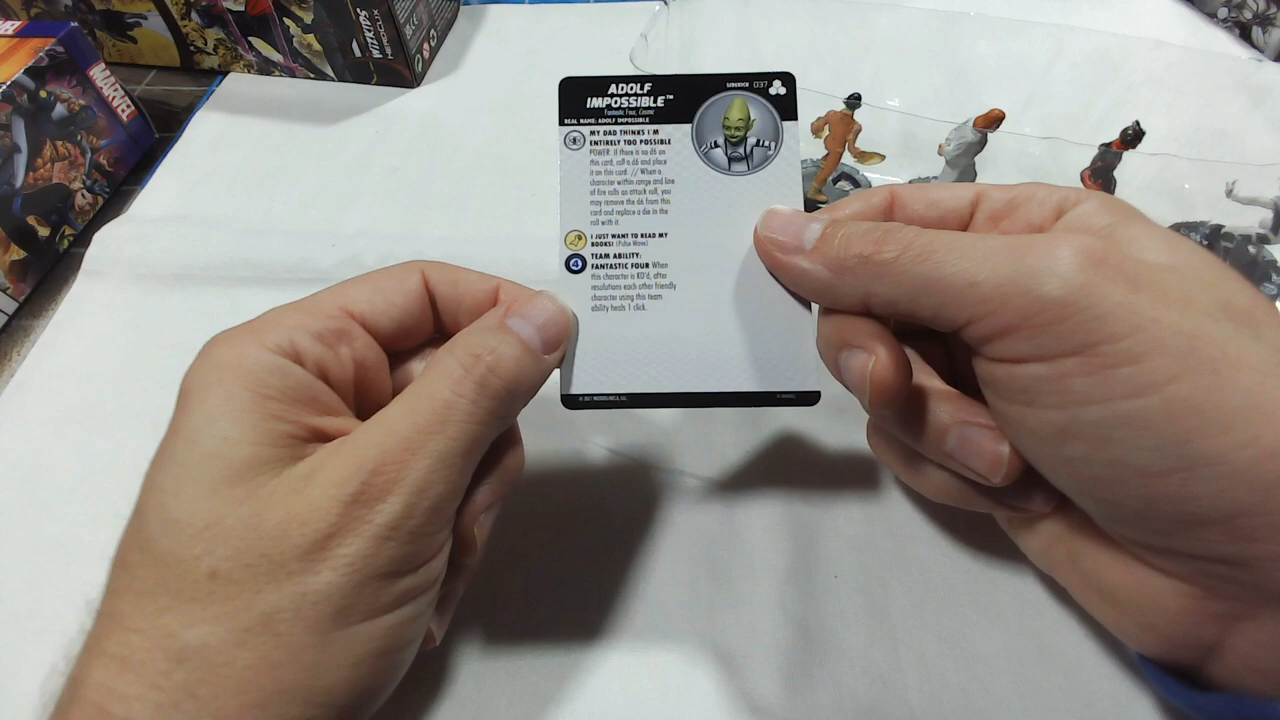 MARVEL
WIZKIDS
HEROCLIX
ADOLF
IMPOSSIBLE™
Fantastic Four, Cosmic
REAL NAME: ADOLF IMPOSSIBLE
SIDEKICK 037
MY DAD THINKS I'M
ENTIRELY TOO POSSIBLE
POWER: If there is no d6 on
this card, roll a d6 and place
it on this card. // When a
character within range and line
of fire rolls an attack roll, you
may remove the d6 from this
card and replace a die in the
roll with it.
I JUST WANT TO READ MY
BOOKS! (Pulse Wave)
4
TEAM ABILITY:
FANTASTIC FOUR When
this character is KO'd, after
resolutions each other friendly
character using this team
ability heals 1 click.